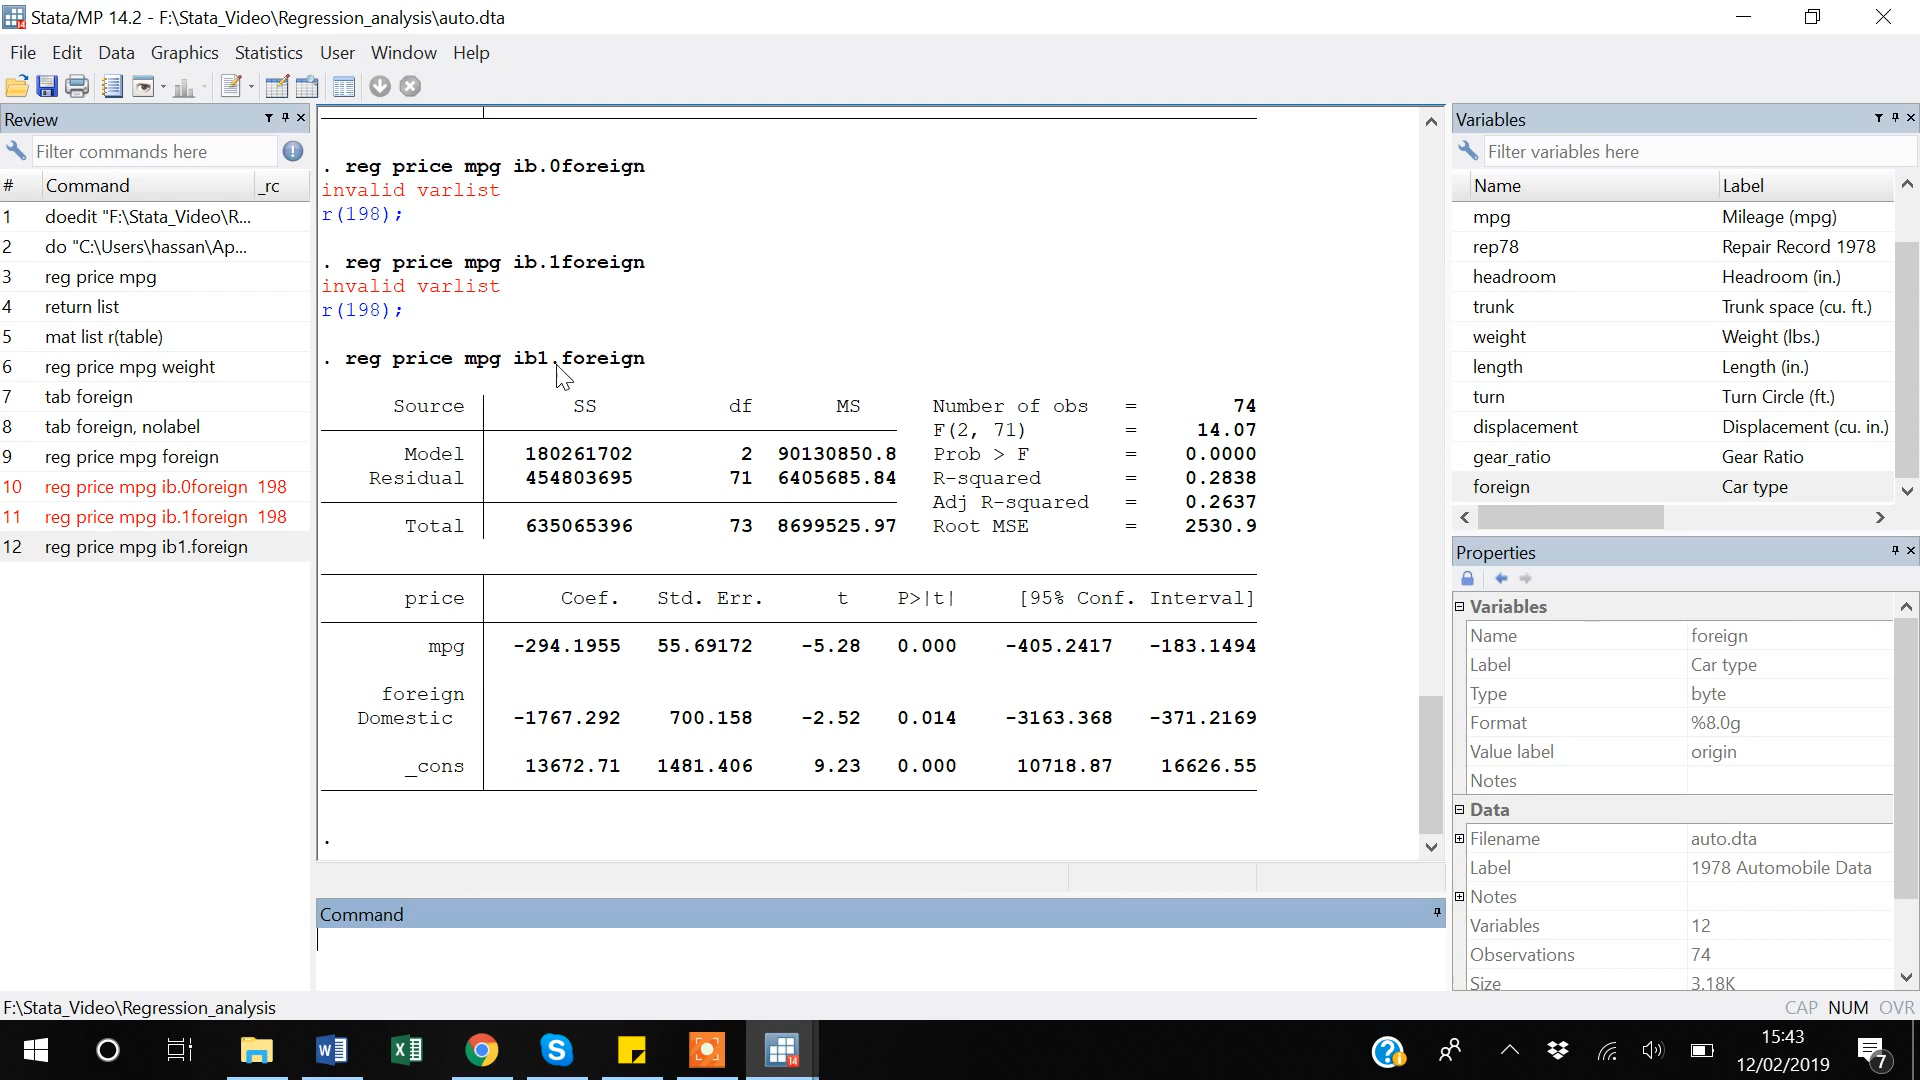 Stata/MP 14.2 - F:\Stata_Video\Regression_analysis\auto.dta
File Edit Data Graphics Statistics User Window Help
Review
Filter commands here
# Command _rc
1 doedit "F:\Stata_Video\R...
2 do "C:\Users\hassan\Ap...
3 reg price mpg
4 return list
5 mat list r(table)
6 reg price mpg weight
7 tab foreign
8 tab foreign, nolabel
9 reg price mpg foreign
10 reg price mpg ib.0foreign 198
11 reg price mpg ib.1foreign 198
12 reg price mpg ib1.foreign
. reg price mpg ib.0foreign
invalid varlist
r(198);
. reg price mpg ib.1foreign
invalid varlist
r(198);
. reg price mpg ib1.foreign
Source SS df MS Number of obs = 74
F(2, 71) = 14.07
Model 180261702 2 90130850.8 Prob > F = 0.0000
Residual 454803695 71 6405685.84 R-squared = 0.2838
Adj R-squared = 0.2637
Total 635065396 73 8699525.97 Root MSE = 2530.9
price Coef. Std. Err. t P>|t| [95% Conf. Interval]
mpg -294.1955 55.69172 -5.28 0.000 -405.2417 -183.1494
foreign
Domestic -1767.292 700.158 -2.52 0.014 -3163.368 -371.2169
_cons 13672.71 1481.406 9.23 0.000 10718.87 16626.55
.
Command
Variables
Filter variables here
Name Label
mpg Mileage (mpg)
rep78 Repair Record 1978
headroom Headroom (in.)
trunk Trunk space (cu. ft.)
weight Weight (lbs.)
length Length (in.)
turn Turn Circle (ft.)
displacement Displacement (cu. in.)
gear_ratio Gear Ratio
foreign Car type
Properties
Variables
Name foreign
Label Car type
Type byte
Format %8.0g
Value label origin
Notes
Data
Filename auto.dta
Label 1978 Automobile Data
Notes
Variables 12
Observations 74
Size 3.18K
F:\Stata_Video\Regression_analysis
CAP NUM OVR
14
15:43
12/02/2019
7